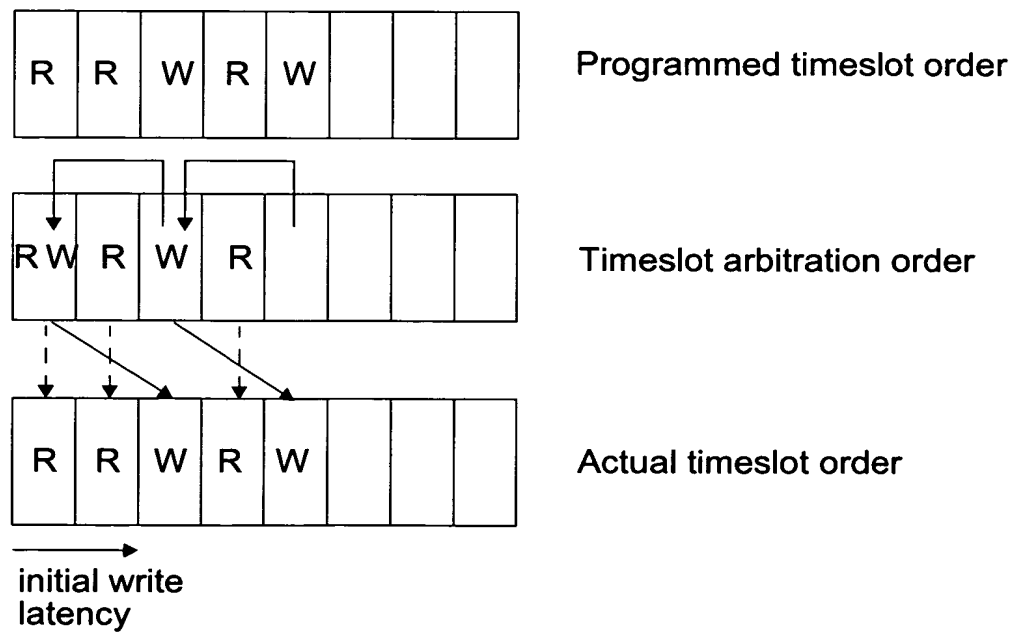 R R W R W Programmed timeslot order
R W R W R Timeslot arbitration order
R R W R W Actual timeslot order
initial write
latency